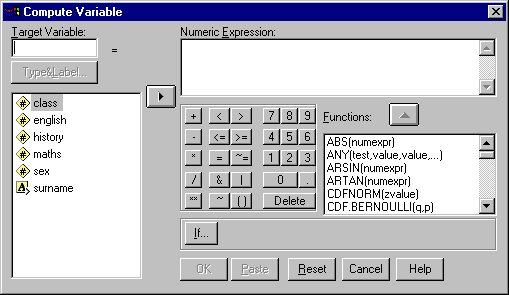 Compute Variable
Target Variable:
=
Numeric Expression:
Type&Label...
class
english
history
maths
sex
surname
+ < > 7 8 9
- <= >= 4 5 6
* = ~= 1 2 3
/ & | 0 .
** ~ ( ) Delete
Functions:
ABS(numexpr)
ANY(test,value,value,...)
ARSIN(numexpr)
ARTAN(numexpr)
CDFNORM(zvalue)
CDF.BERNOULLI(q,p)
If...
OK Paste Reset Cancel Help